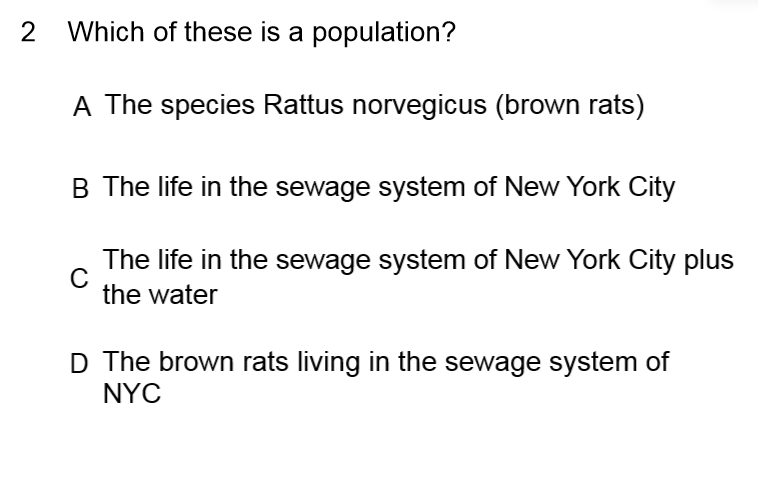 2 Which of these is a population?
A The species Rattus norvegicus (brown rats)
B The life in the sewage system of New York City
C The life in the sewage system of New York City plus
the water
D The brown rats living in the sewage system of
NYC